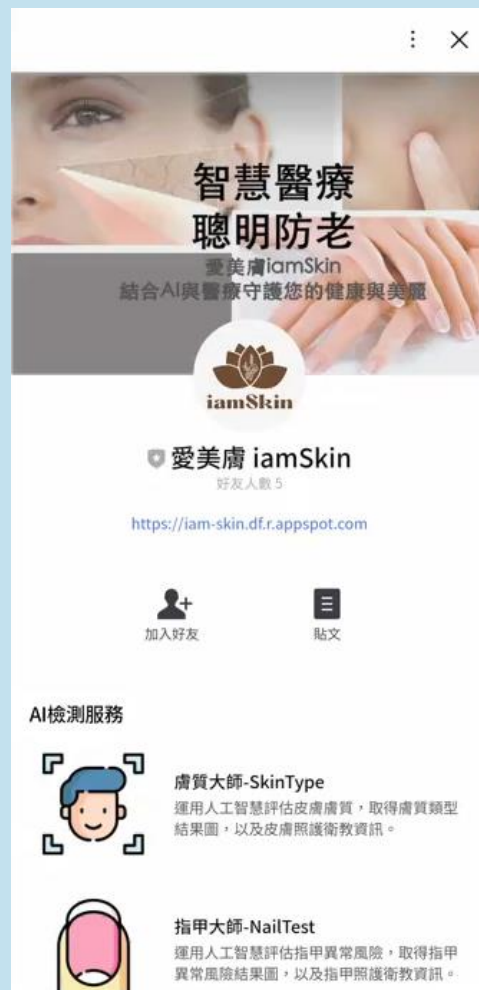 智慧醫療
聰明防老
愛美膚iamSkin
結合AI與醫療守護您的健康與美麗
iamSkin
愛美膚 iamSkin
好友人數 5
https://iam-skin.df.r.appspot.com
加入好友
貼文
AI檢測服務
膚質大師-SkinType
運用人工智慧評估皮膚膚質，取得膚質類型
結果圖，以及皮膚照護衛教資訊。
指甲大師-NailTest
運用人工智慧評估指甲異常風險，取得指甲
異常風險結果圖，以及指甲照護衛教資訊。